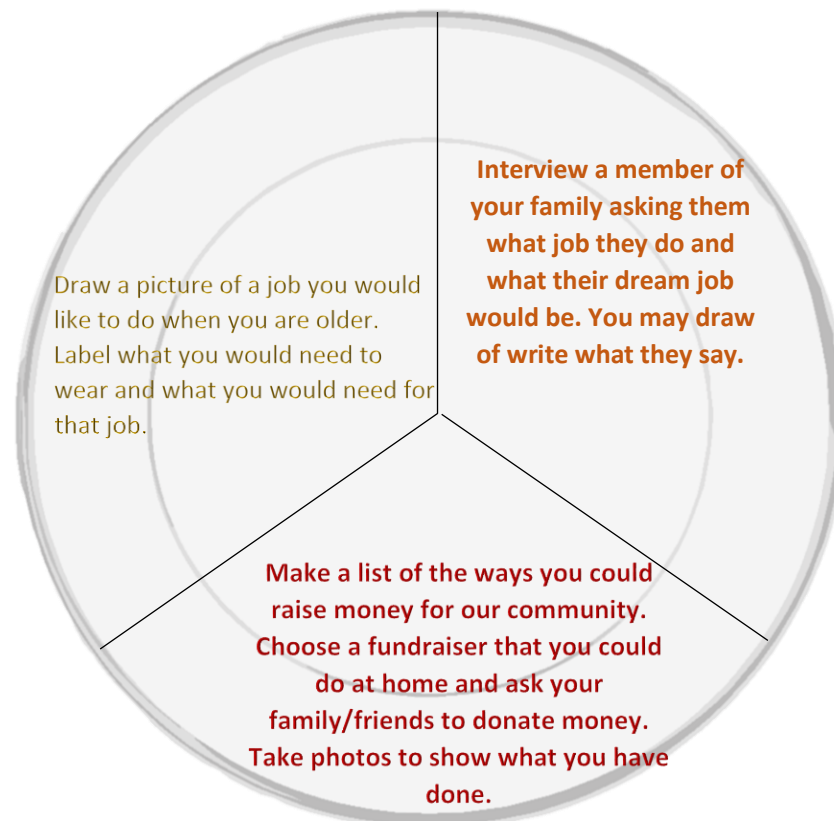 Draw a picture of a job you would
like to do when you are older.
Label what you would need to
wear and what you would need for
that job.
Interview a member of
your family asking them
what job they do and
what their dream job
would be. You may draw
of write what they say.
Make a list of the ways you could
raise money for our community.
Choose a fundraiser that you could
do at home and ask your
family/friends to donate money.
Take photos to show what you have
done.